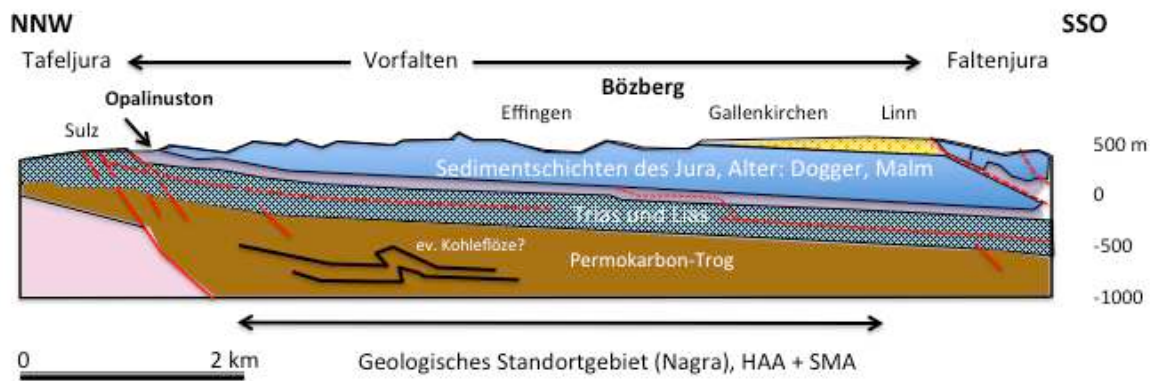 NNW
SSO
Tafeljura
Vorfalten
Faltenjura
Bözberg
Opalinuston
Effingen
Gallenkirchen
Linn
Sulz
500 m
Sedimentschichten des Jura, Alter: Dogger, Malm
0
Trias und Lias
ev. Kohleflöze?
-500
Permokarbon-Trog
-1000
0
2 km
Geologisches Standortgebiet (Nagra), HAA + SMA